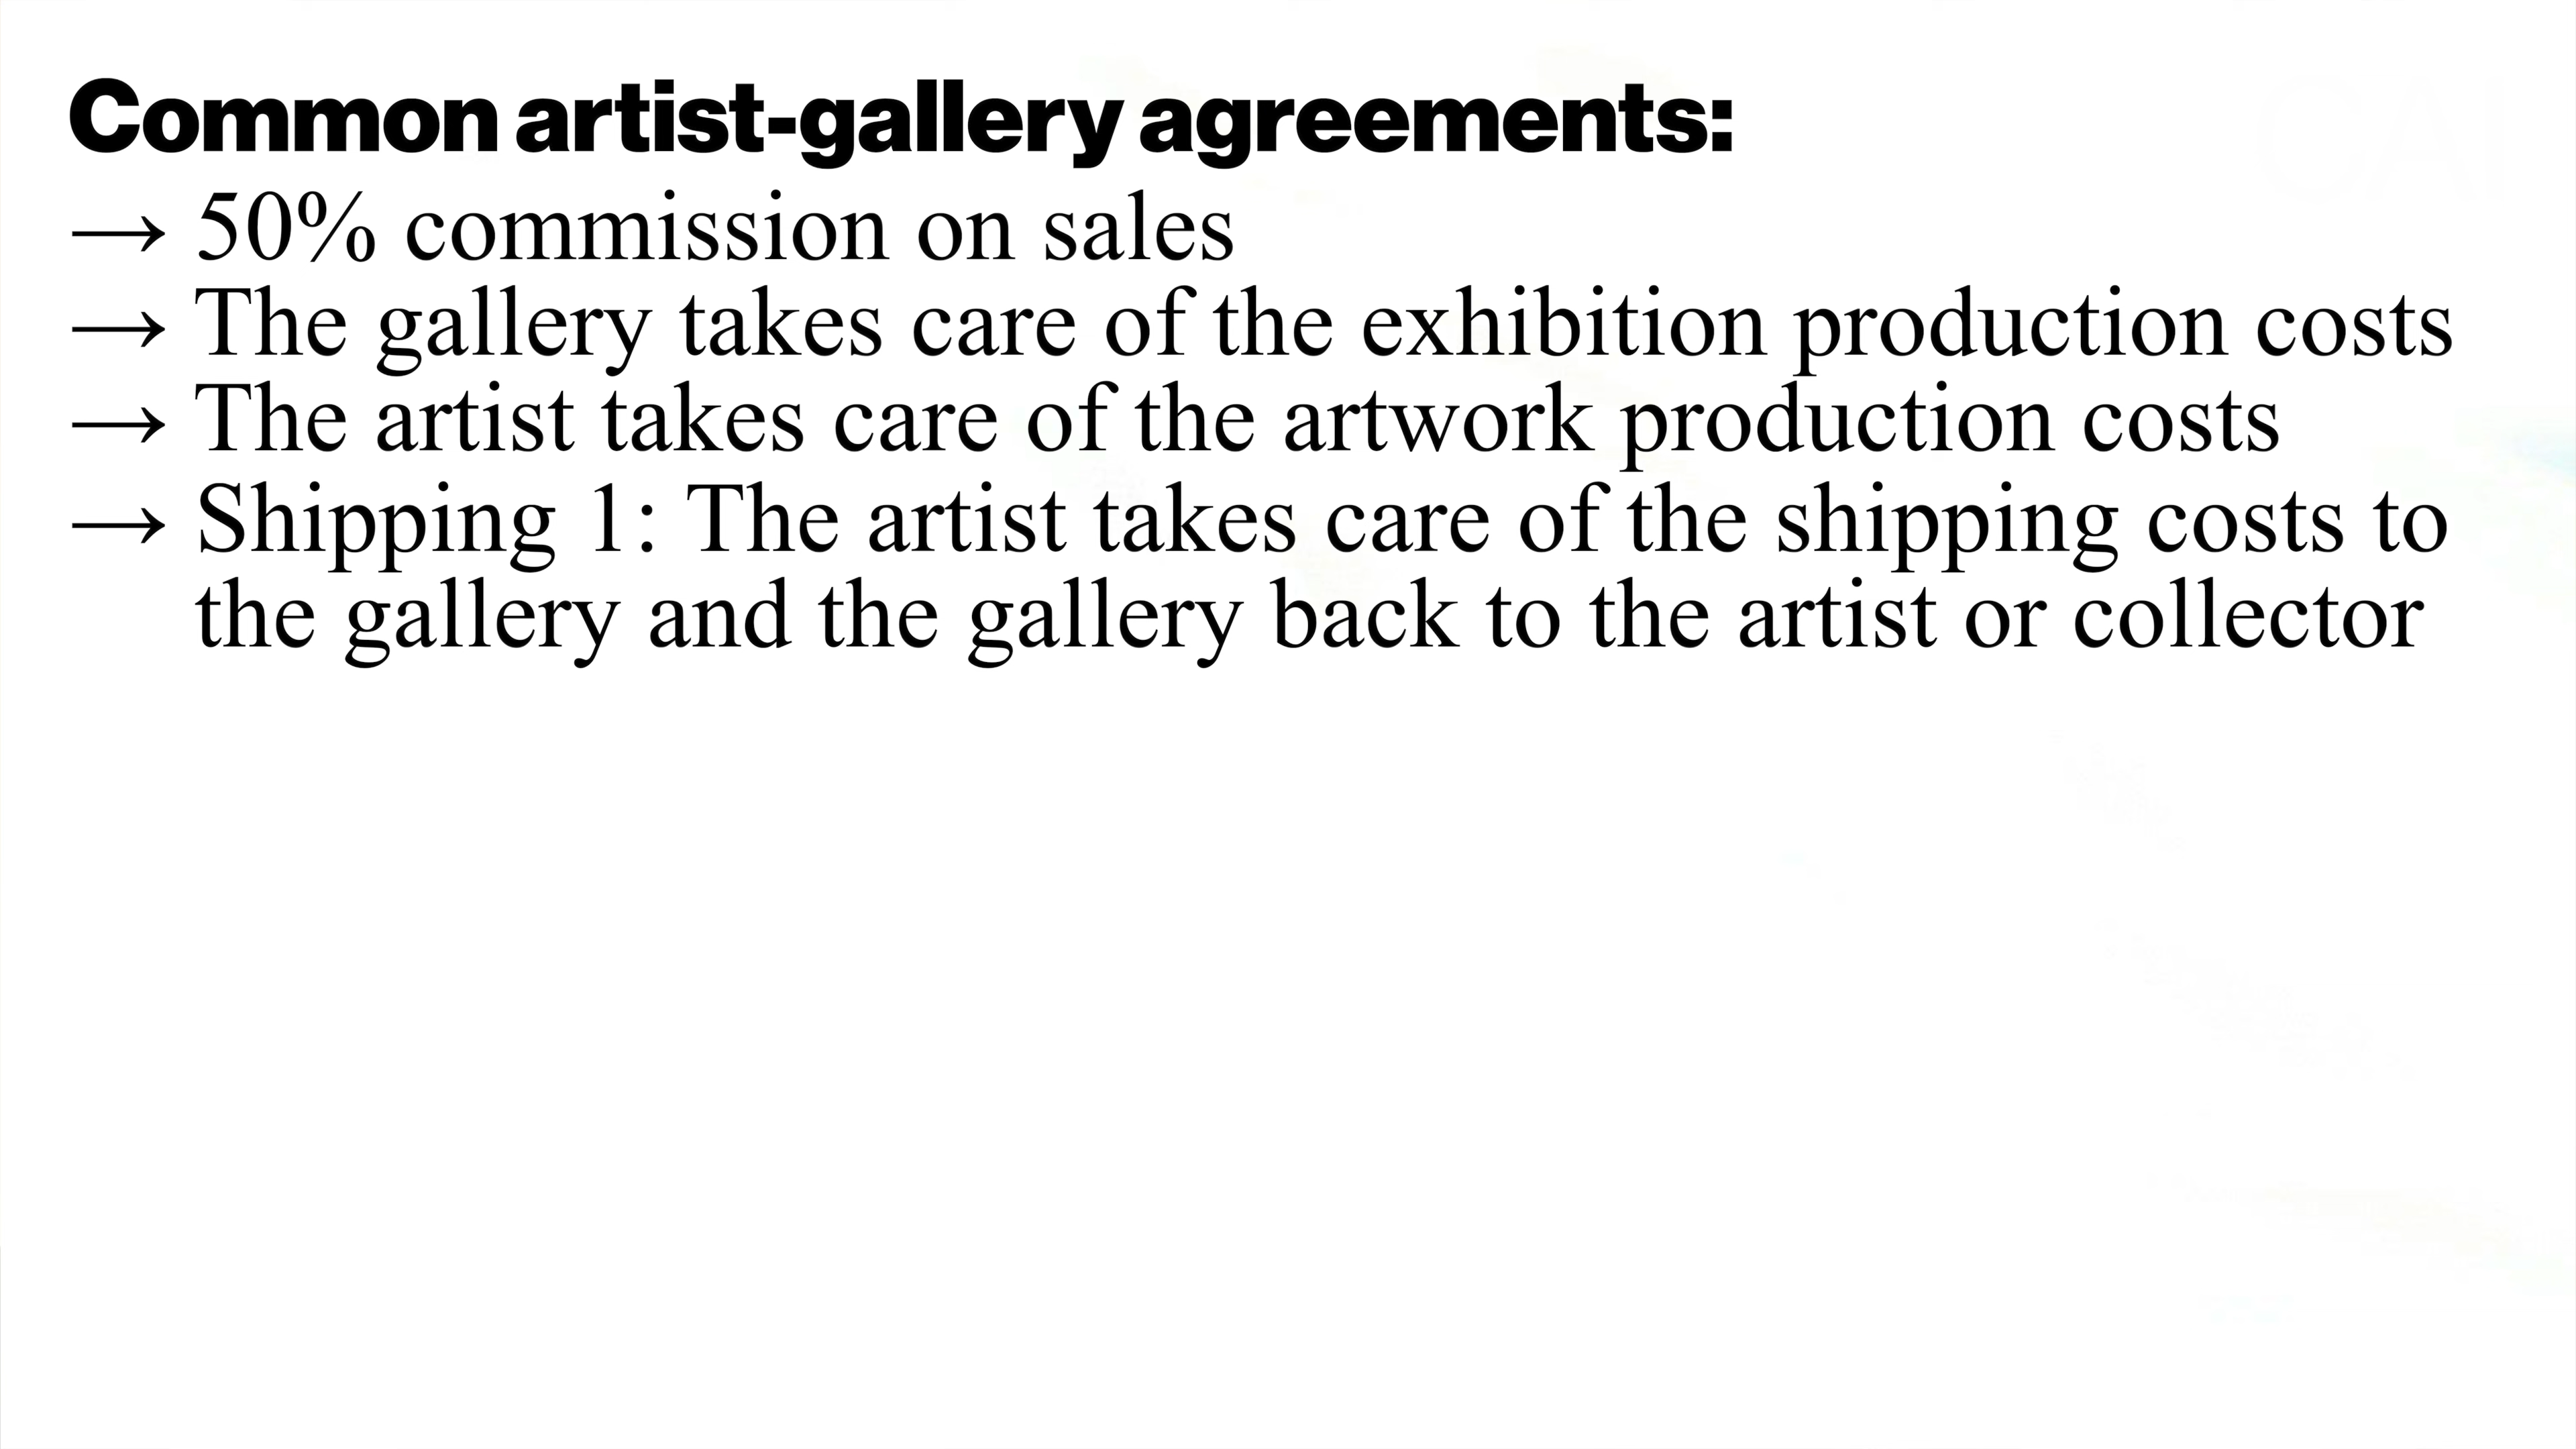 Common artist-gallery agreements:
→ 50% commission on sales
→ The gallery takes care of the exhibition production costs
→ The artist takes care of the artwork production costs
→ Shipping 1: The artist takes care of the shipping costs to
the gallery and the gallery back to the artist or collector